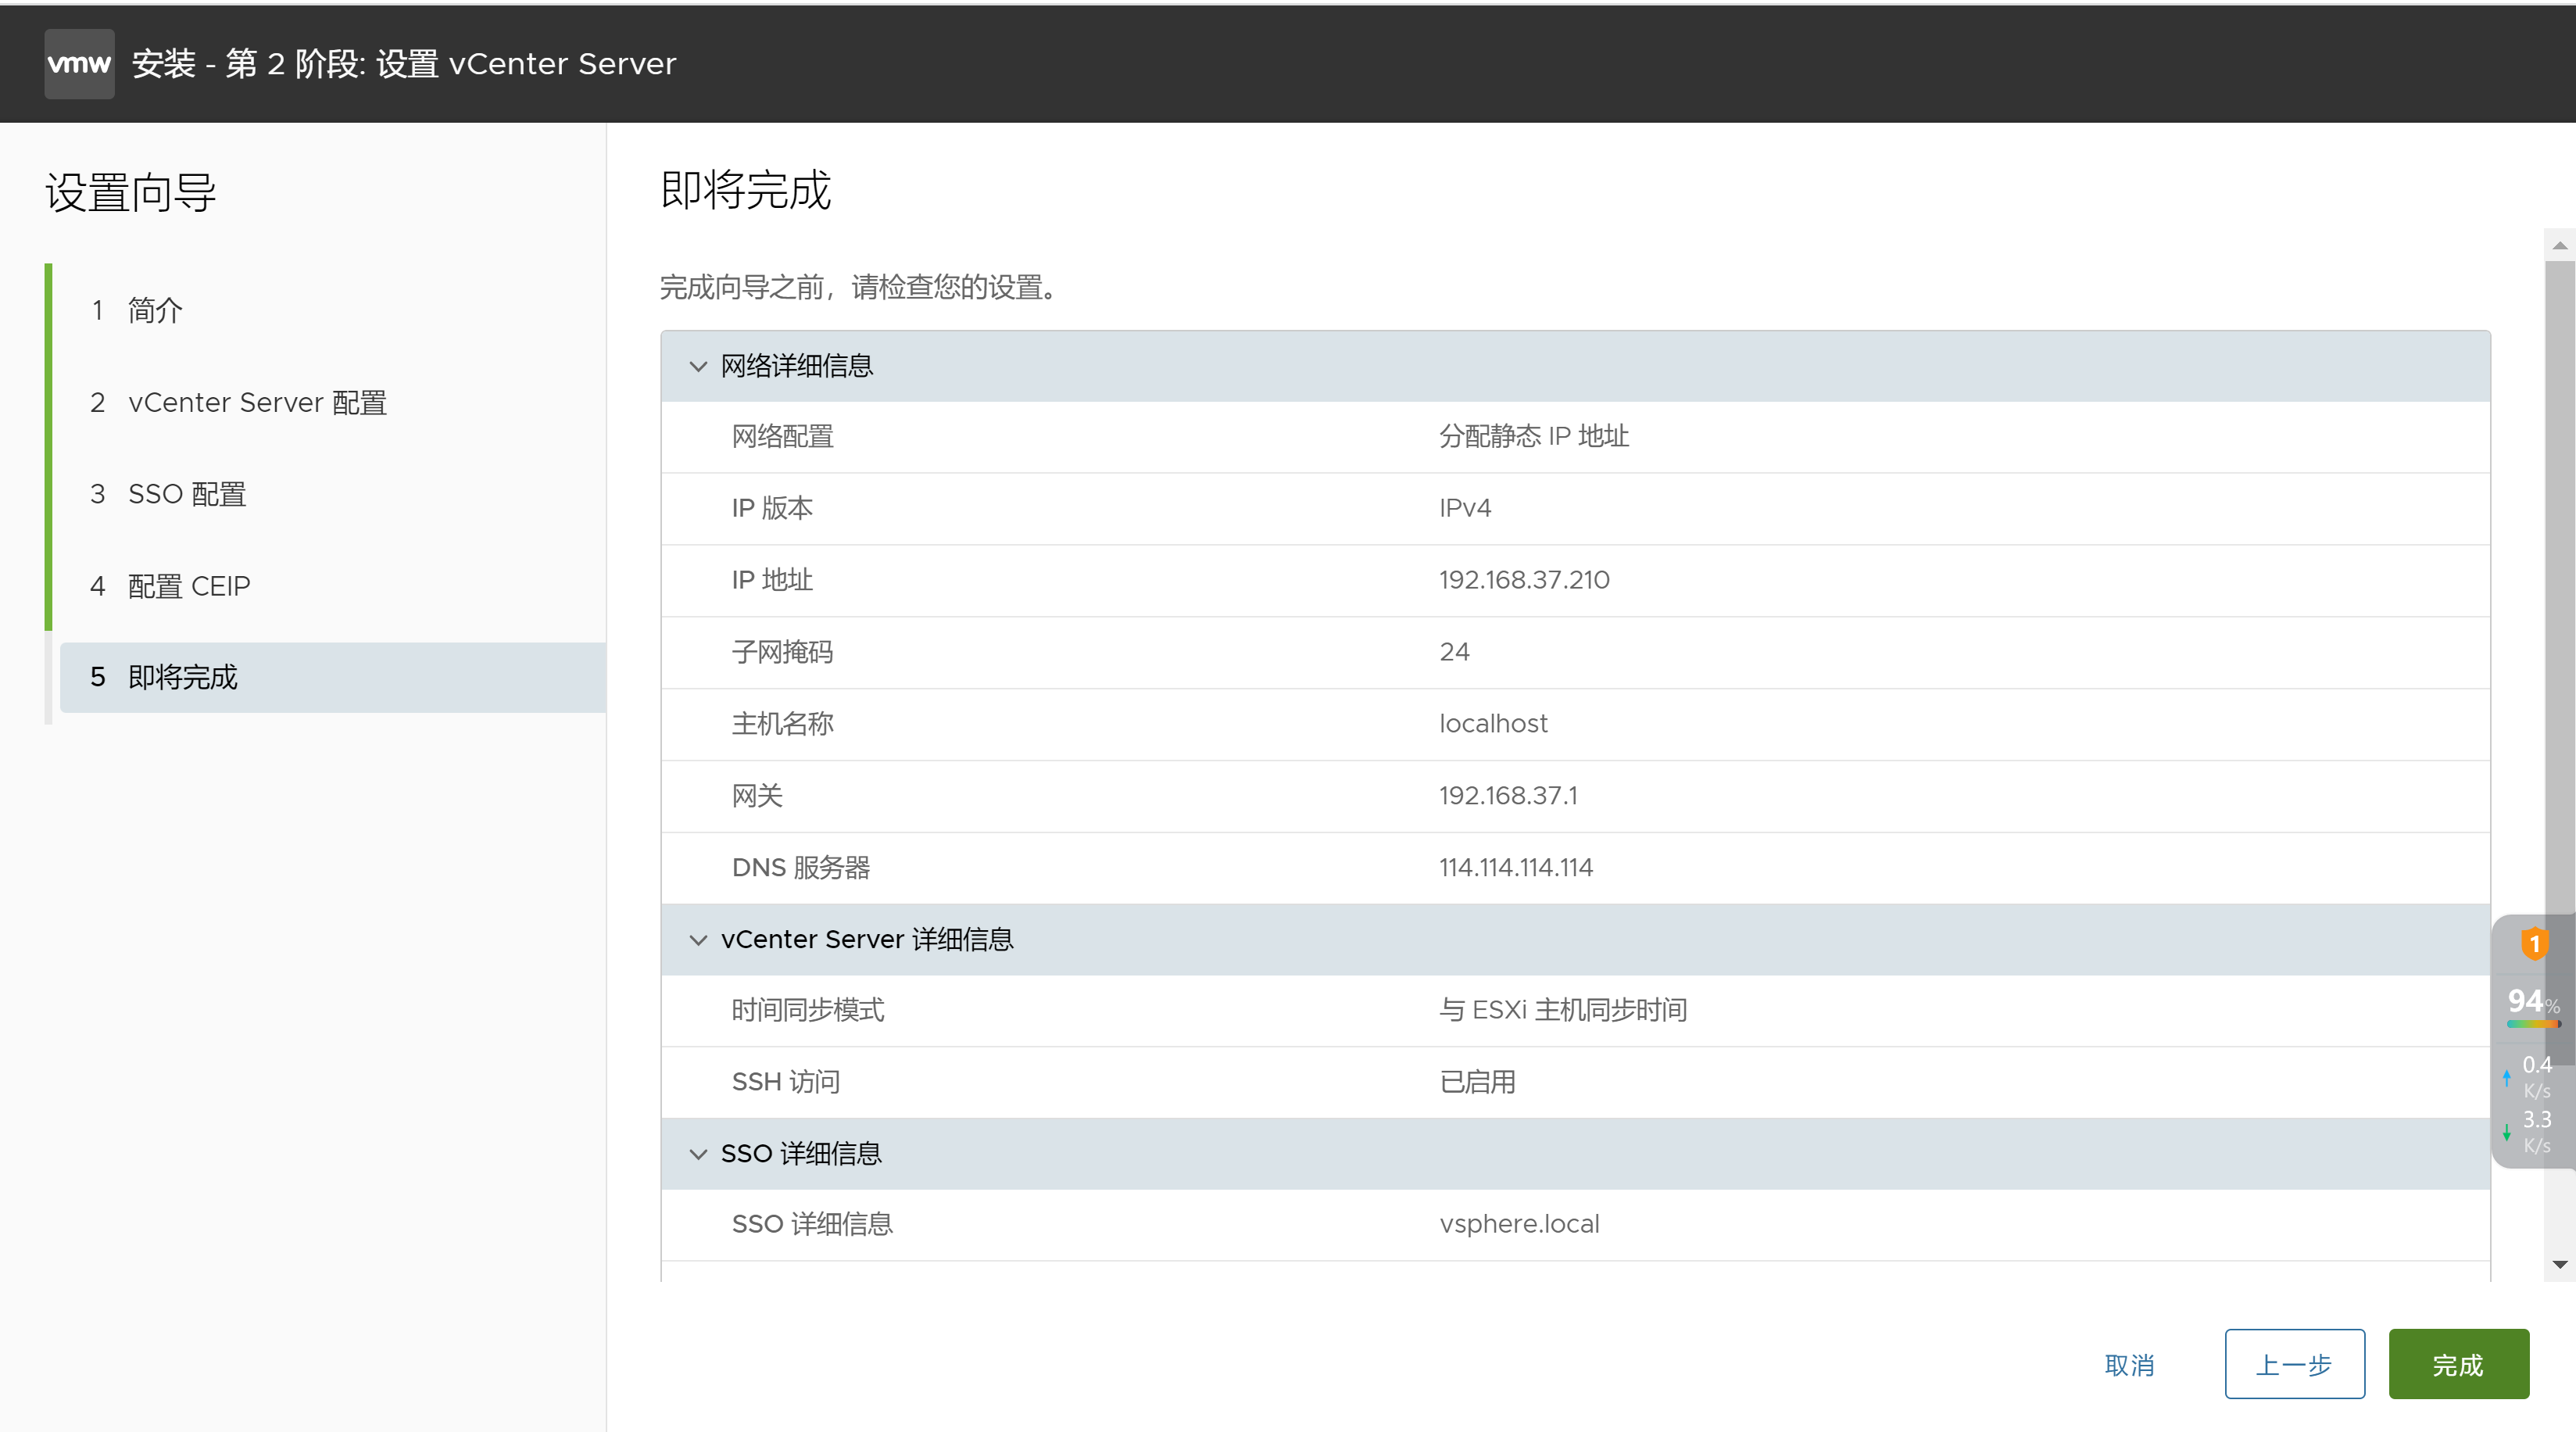 vmw 安装 - 第 2 阶段: 设置 vCenter Server
设置向导
1 简介
2 vCenter Server 配置
3 SSO 配置
4 配置 CEIP
5 即将完成
即将完成
完成向导之前，请检查您的设置。
网络详细信息
网络配置 分配静态 IP 地址
IP 版本 IPv4
IP 地址 192.168.37.210
子网掩码 24
主机名称 localhost
网关 192.168.37.1
DNS 服务器 114.114.114.114
vCenter Server 详细信息
时间同步模式 与 ESXi 主机同步时间
SSH 访问 已启用
SSO 详细信息
SSO 详细信息 vsphere.local
1
94%
0.4
K/s
3.3
K/s
取消 上一步 完成